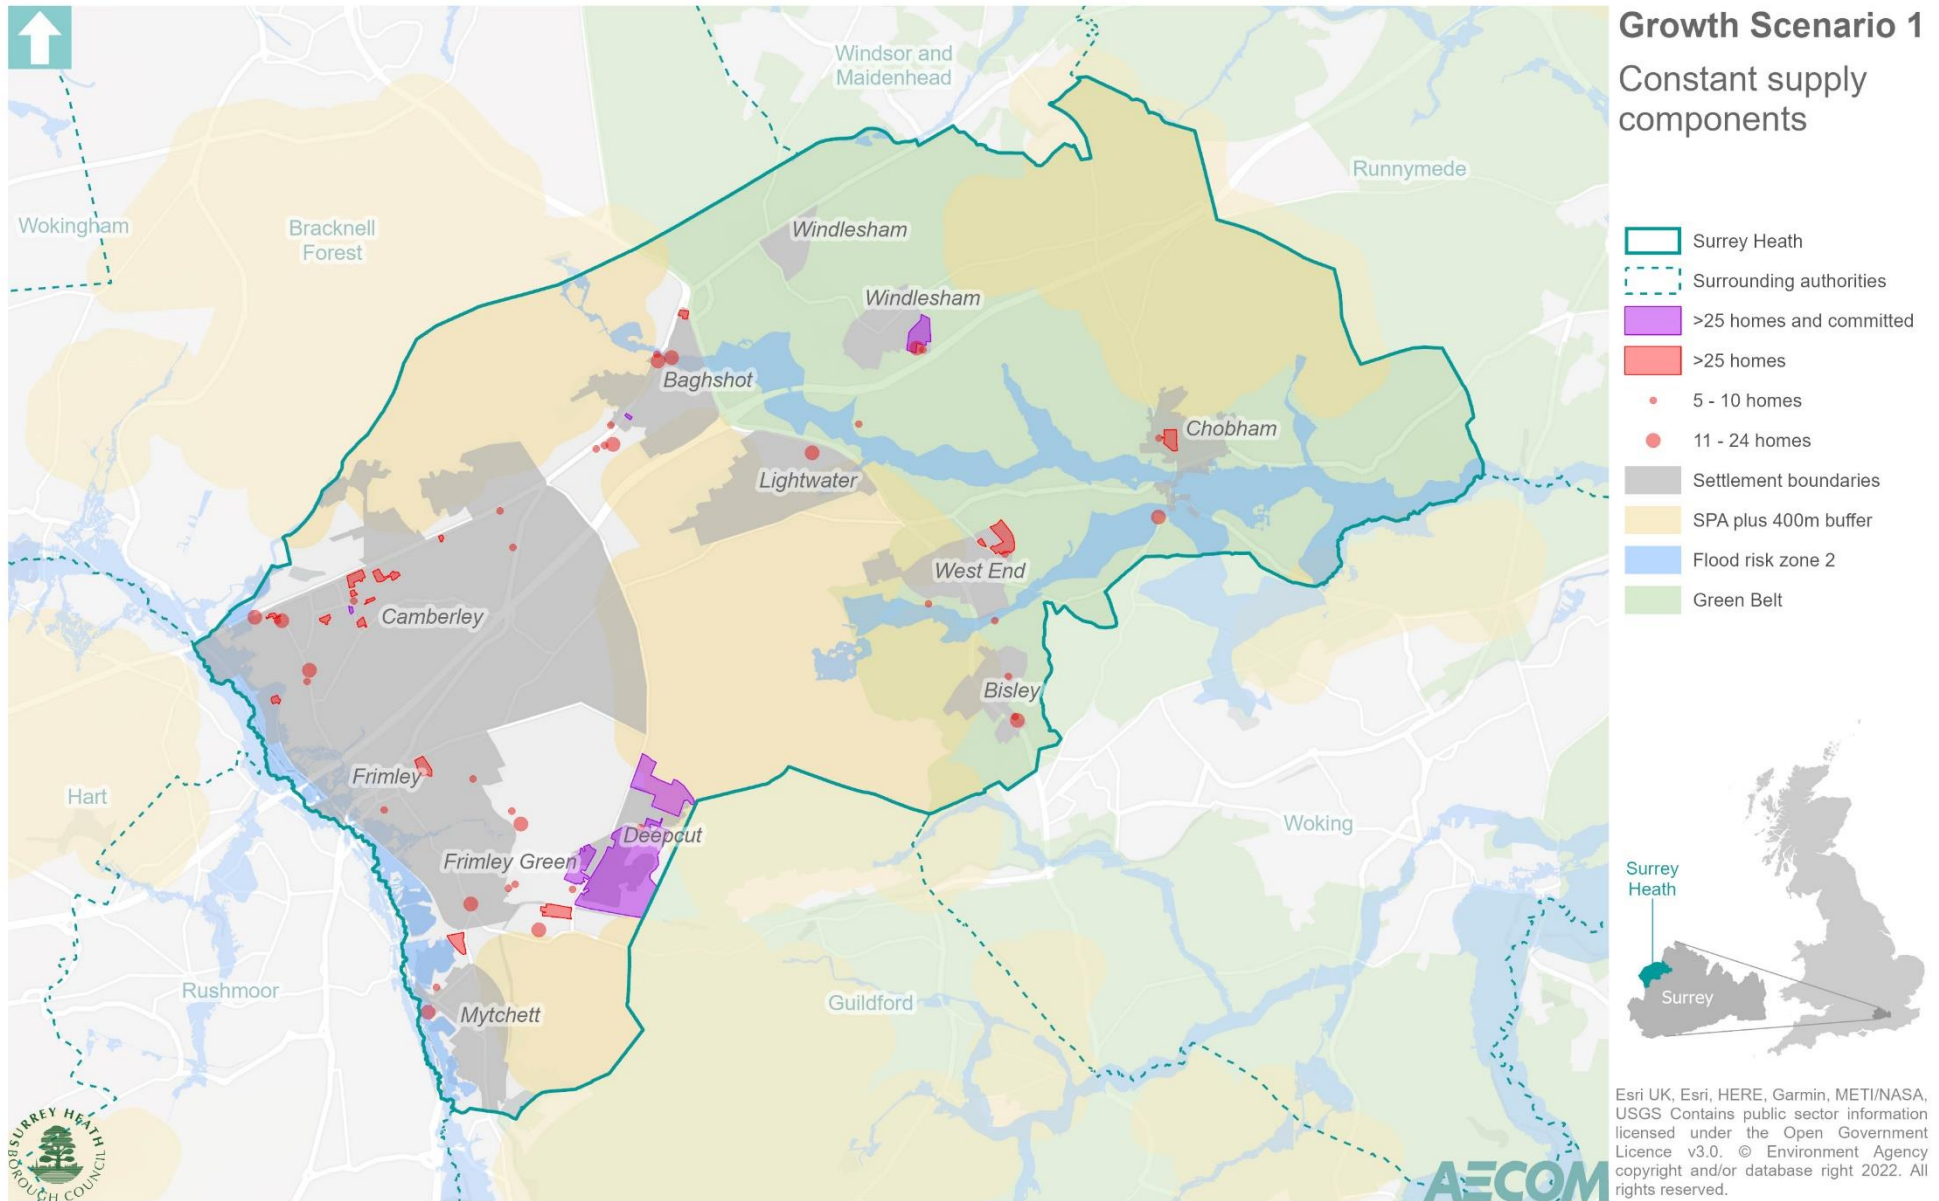 Growth Scenario 1
Constant supply
components
Surrey Heath
Surrounding authorities
>25 homes and committed
>25 homes
5 - 10 homes
11 - 24 homes
Settlement boundaries
SPA plus 400m buffer
Flood risk zone 2
Green Belt
Windsor and
Maidenhead
Runnymede
Wokingham
Bracknell
Forest
Windlesham
Windlesham
Baghshot
Chobham
Lightwater
West End
Camberley
Bisley
Frimley
Hart
Deepcut
Woking
Frimley Green
Rushmoor
Guildford
Mytchett
Surrey
Heath
Surrey
Esri UK, Esri, HERE, Garmin, METI/NASA,
USGS Contains public sector information
licensed under the Open Government
Licence v3.0. © Environment Agency
copyright and/or database right 2022. All
rights reserved.
SURREY HEATH
BOROUGH COUNCIL
AECOM